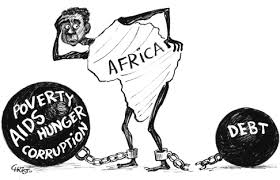 AFRICA
POVERTY
AIDS
HUNGER
CORRUPTION
DEBT